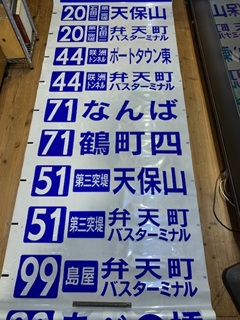 20 天保山
20 弁天町バスターミナル
44 咲洲トンネル ポートタウン東
44 咲洲トンネル 弁天町バスターミナル
71 なんば
71 鶴町四
51 第三突堤 天保山
51 第三突堤 弁天町バスターミナル
99 島屋 弁天町バスターミナル